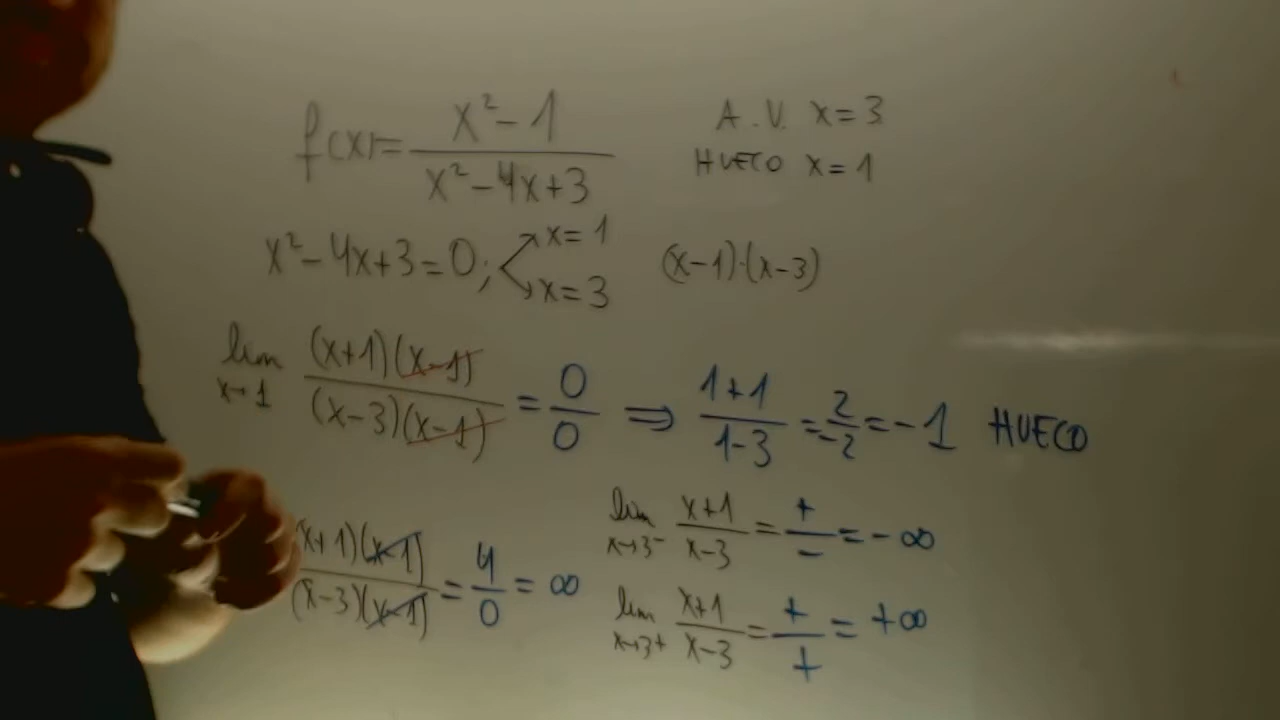 f(x)= x²-1 / x²-4x+3
A.V. x=3
HUECO x=1
x²-4x+3=0; x=1 x=3 (x-1)·(x-3)
lim x→1 (x+1)(x-1) / (x-3)(x-1) = 0/0 ⇒ 1+1 / 1-3 = 2/-2 = -1 HUECO
(x+1)(x-1) / (x-3)(x-1) = 4/0 = ∞
lim x→3⁻ x+1 / x-3 = +/- = -∞
lim x→3⁺ x+1 / x-3 = +/+ = +∞